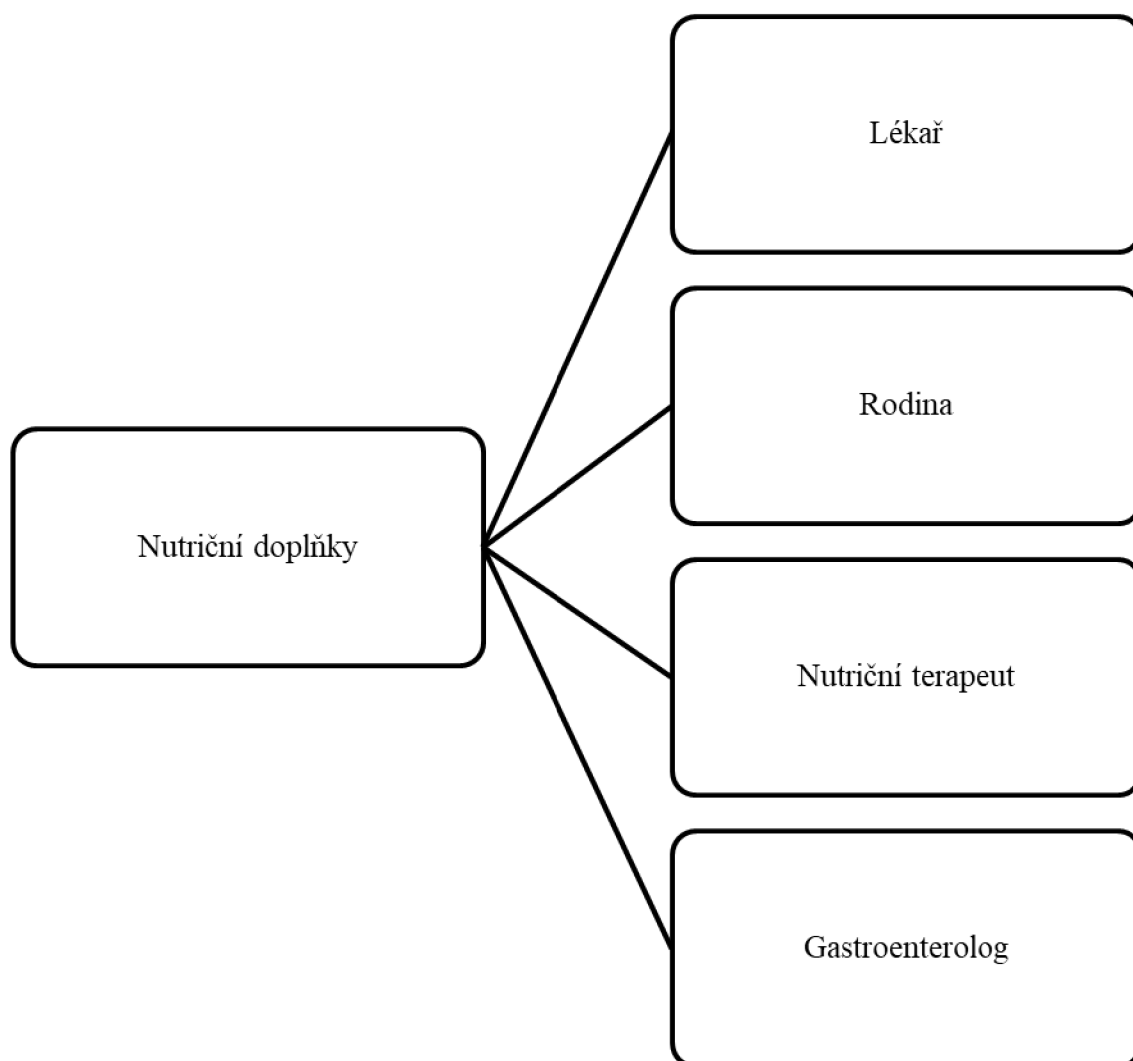 Lékař
Rodina
Nutriční doplňky
Nutriční terapeut
Gastroenterolog